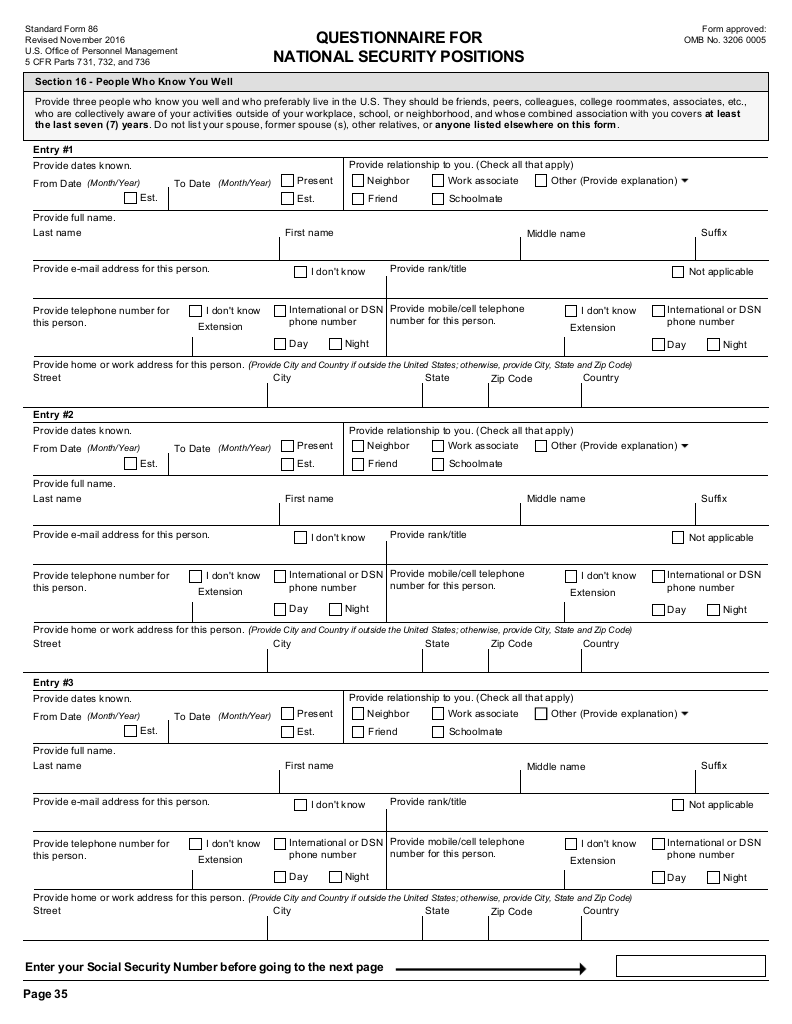 Standard Form 86
Revised November 2016
U.S. Office of Personnel Management
5 CFR Parts 731, 732, and 736
QUESTIONNAIRE FOR
NATIONAL SECURITY POSITIONS
Form approved:
OMB No. 3206 0005
Section 16 - People Who Know You Well
Provide three people who know you well and who preferably live in the U.S. They should be friends, peers, colleagues, college roommates, associates, etc.,
who are collectively aware of your activities outside of your workplace, school, or neighborhood, and whose combined association with you covers at least
the last seven (7) years. Do not list your spouse, former spouse (s), other relatives, or anyone listed elsewhere on this form.
Entry #1
Provide dates known.
From Date (Month/Year) To Date (Month/Year) Present
Est. Est.
Provide relationship to you. (Check all that apply)
Neighbor Work associate Other (Provide explanation)
Friend Schoolmate
Provide full name.
Last name First name Middle name Suffix
Provide e-mail address for this person. I don't know Provide rank/title Not applicable
Provide telephone number for
this person.
I don't know
Extension
International or DSN
phone number
Day Night
Provide mobile/cell telephone
number for this person.
I don't know
Extension
International or DSN
phone number
Day Night
Provide home or work address for this person. (Provide City and Country if outside the United States; otherwise, provide City, State and Zip Code)
Street City State Zip Code Country
Entry #2
Provide dates known.
From Date (Month/Year) To Date (Month/Year) Present
Est. Est.
Provide relationship to you. (Check all that apply)
Neighbor Work associate Other (Provide explanation)
Friend Schoolmate
Provide full name.
Last name First name Middle name Suffix
Provide e-mail address for this person. I don't know Provide rank/title Not applicable
Provide telephone number for
this person.
I don't know
Extension
International or DSN
phone number
Day Night
Provide mobile/cell telephone
number for this person.
I don't know
Extension
International or DSN
phone number
Day Night
Provide home or work address for this person. (Provide City and Country if outside the United States; otherwise, provide City, State and Zip Code)
Street City State Zip Code Country
Entry #3
Provide dates known.
From Date (Month/Year) To Date (Month/Year) Present
Est. Est.
Provide relationship to you. (Check all that apply)
Neighbor Work associate Other (Provide explanation)
Friend Schoolmate
Provide full name.
Last name First name Middle name Suffix
Provide e-mail address for this person. I don't know Provide rank/title Not applicable
Provide telephone number for
this person.
I don't know
Extension
International or DSN
phone number
Day Night
Provide mobile/cell telephone
number for this person.
I don't know
Extension
International or DSN
phone number
Day Night
Provide home or work address for this person. (Provide City and Country if outside the United States; otherwise, provide City, State and Zip Code)
Street City State Zip Code Country
Enter your Social Security Number before going to the next page
Page 35